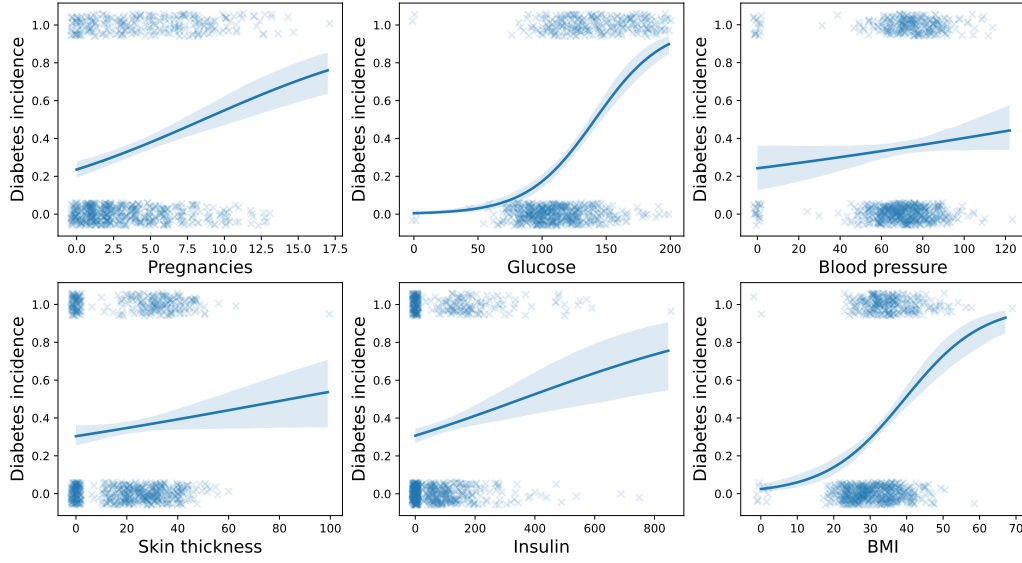 Diabetes incidence
1.0
0.8
0.6
0.4
0.2
0.0
0.0 2.5 5.0 7.5 10.0 12.5 15.0 17.5
Pregnancies
Diabetes incidence
1.0
0.8
0.6
0.4
0.2
0.0
0 50 100 150 200
Glucose
Diabetes incidence
1.0
0.8
0.6
0.4
0.2
0.0
0 20 40 60 80 100 120
Blood pressure
Diabetes incidence
1.0
0.8
0.6
0.4
0.2
0.0
0 20 40 60 80 100
Skin thickness
Diabetes incidence
1.0
0.8
0.6
0.4
0.2
0.0
0 200 400 600 800
Insulin
Diabetes incidence
1.0
0.8
0.6
0.4
0.2
0.0
0 10 20 30 40 50 60 70
BMI